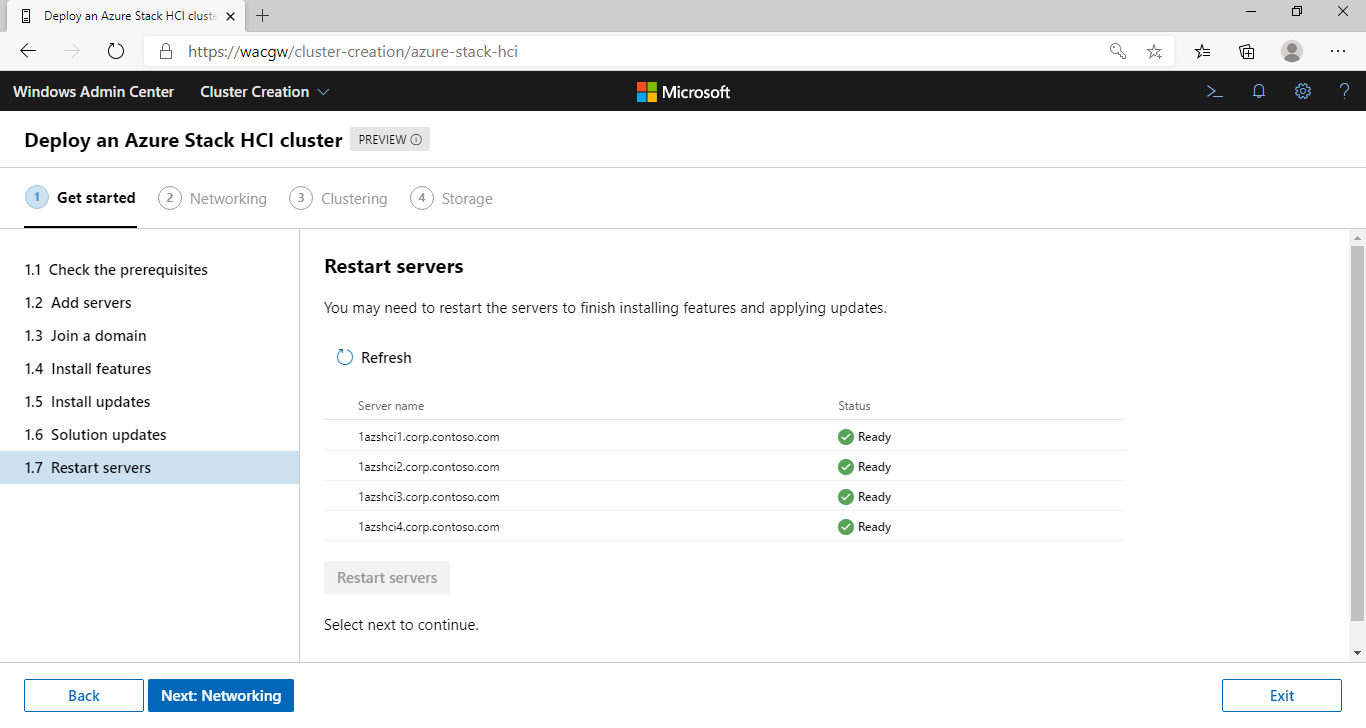 Deploy an Azure Stack HCI cluste
https://wacgw/cluster-creation/azure-stack-hci
Windows Admin Center Cluster Creation Microsoft
Deploy an Azure Stack HCI cluster PREVIEW
1 Get started 2 Networking 3 Clustering 4 Storage
1.1 Check the prerequisites
1.2 Add servers
1.3 Join a domain
1.4 Install features
1.5 Install updates
1.6 Solution updates
1.7 Restart servers
Restart servers
You may need to restart the servers to finish installing features and applying updates.
Refresh
Server name Status
1azshci1.corp.contoso.com Ready
1azshci2.corp.contoso.com Ready
1azshci3.corp.contoso.com Ready
1azshci4.corp.contoso.com Ready
Restart servers
Select next to continue.
Back Next: Networking Exit